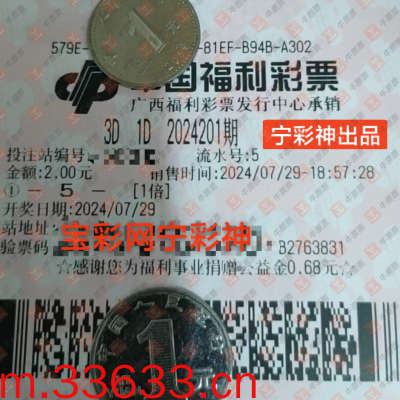 579E- -81EF-B94B-A302
中国福利彩票
广西福利彩票发行中心承销
3D 1D 2024201期
宁彩神出品
投注站编号: 流水号:5
金额:2.00元 销售时间:2024/07/29-18:57:28
①- 5 - [1倍]
开奖日期:2024/07/29
站地址:
宝彩网宁彩神
验票码 B2763831
☆感谢您为福利事业捐赠公益金0.68元☆
1
元
m.33633.cn